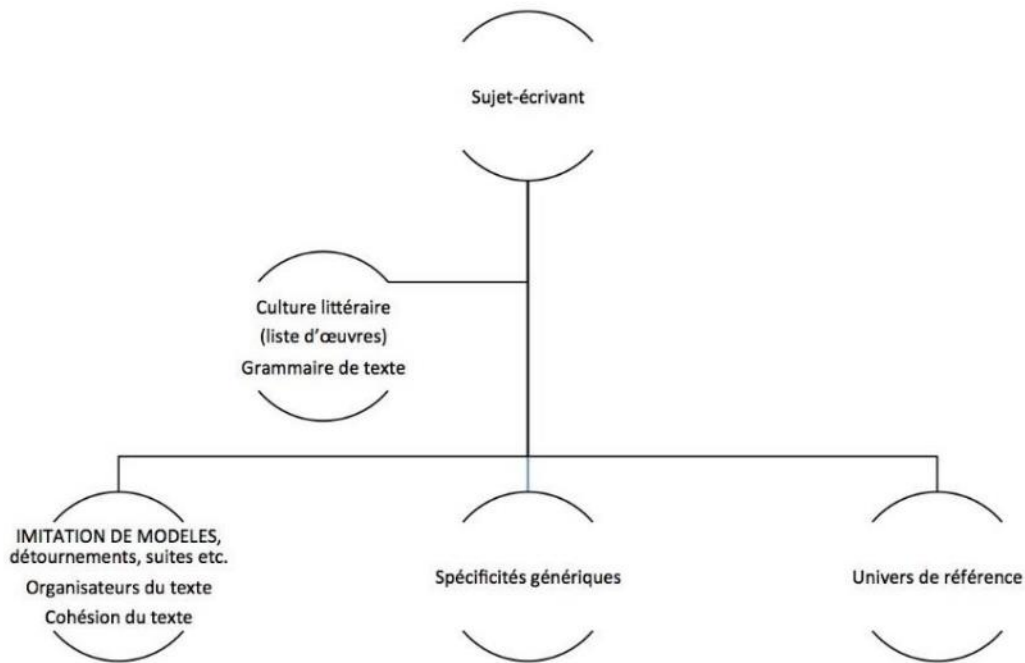 Sujet-écrivant
Culture littéraire
(liste d'œuvres)
Grammaire de texte
IMITATION DE MODELES,
détournements, suites etc.
Organisateurs du texte
Cohésion du texte
Spécificités génériques
Univers de référence